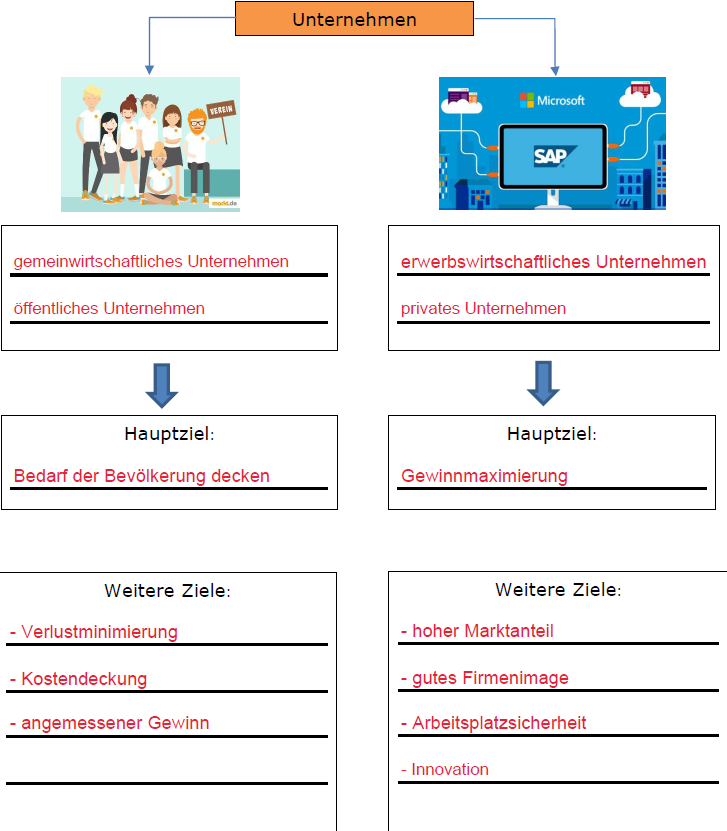 Unternehmen
VEREIN
markt.de
Microsoft
SAP
gemeinwirtschaftliches Unternehmen
öffentliches Unternehmen
erwerbswirtschaftliches Unternehmen
privates Unternehmen
Hauptziel:
Bedarf der Bevölkerung decken
Hauptziel:
Gewinnmaximierung
Weitere Ziele:
- Verlustminimierung
- Kostendeckung
- angemessener Gewinn
Weitere Ziele:
- hoher Marktanteil
- gutes Firmenimage
- Arbeitsplatzsicherheit
- Innovation